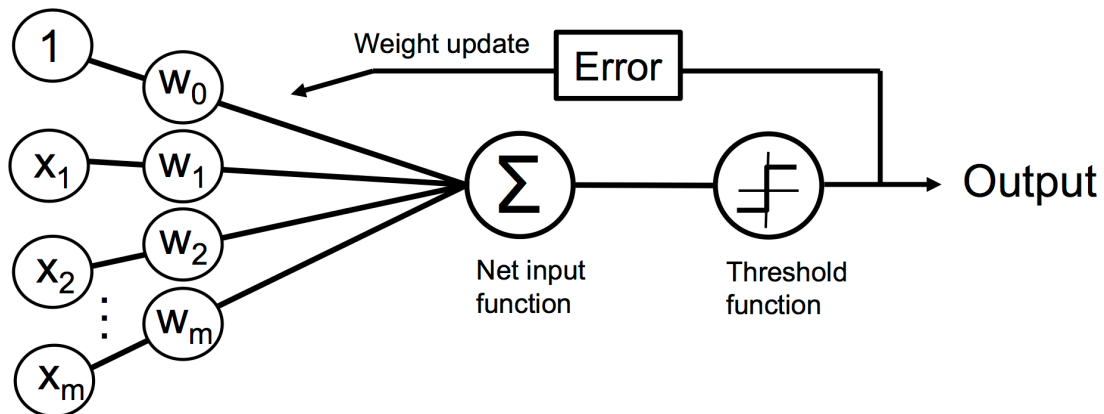 1
w0
Weight update
Error
x1
w1
Σ
Output
x2
w2
Net input
function
Threshold
function
⋮
wm
xm